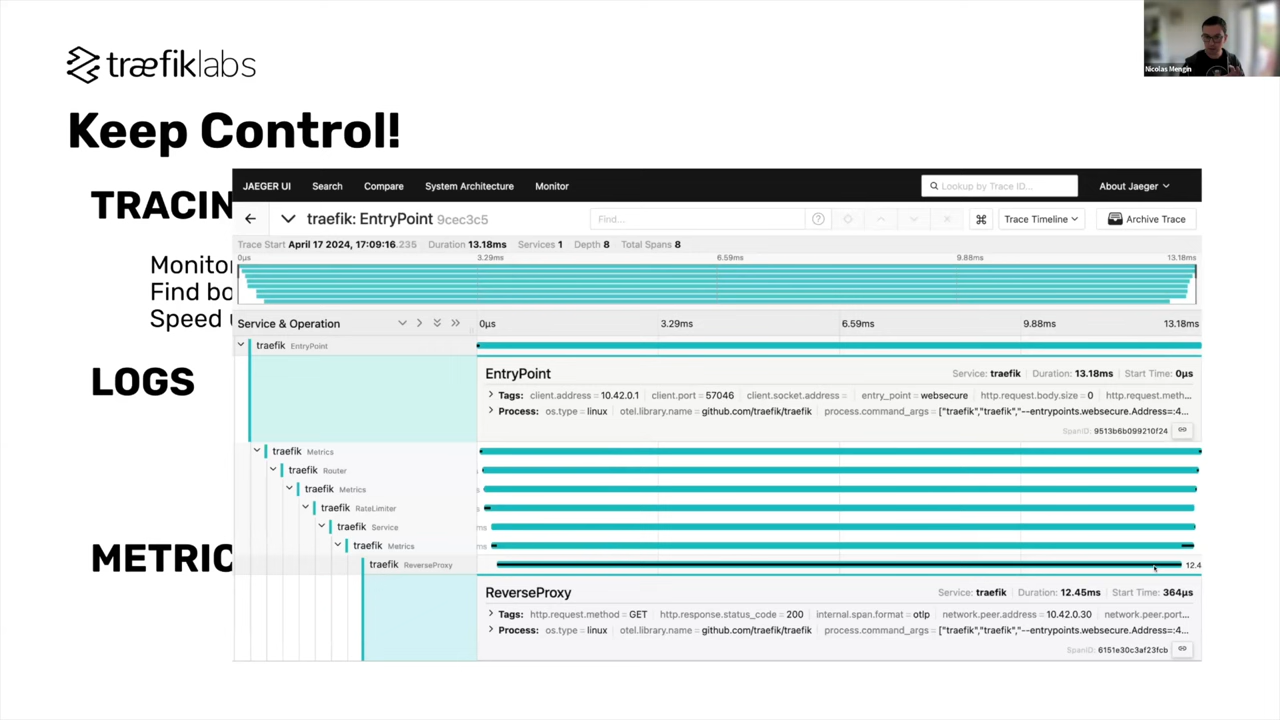 træfiklabs
Nicolas Mengin
Keep Control!
TRACIN
Monitor
Find bo
Speed u
LOGS
METRIC
JAEGER UI Search Compare System Architecture Monitor Lookup by Trace ID... About Jaeger
traefik: EntryPoint 9cec3c5 Find... Trace Timeline Archive Trace
Trace Start April 17 2024, 17:09:16.235 Duration 13.18ms Services 1 Depth 8 Total Spans 8
0µs 3.29ms 6.59ms 9.88ms 13.18ms
Service & Operation 0µs 3.29ms 6.59ms 9.88ms 13.18ms
traefik EntryPoint
EntryPoint Service: traefik Duration: 13.18ms Start Time: 0µs
Tags: client.address = 10.42.0.1 client.port = 57046 client.socket.address = entry_point = websecure http.request.body.size = 0 http.request.meth...
Process: os.type = linux otel.library.name = github.com/traefik/traefik process.command_args = ["traefik","traefik","--entrypoints.websecure.Address=:4...
SpanID: 9513b6b099210f24
traefik Metrics
traefik Router
traefik Metrics
traefik RateLimiter
traefik Service ms
traefik Metrics ms
traefik ReverseProxy 12.4
ReverseProxy Service: traefik Duration: 12.45ms Start Time: 364µs
Tags: http.request.method = GET http.response.status_code = 200 internal.span.format = otlp network.peer.address = 10.42.0.30 network.peer.port...
Process: os.type = linux otel.library.name = github.com/traefik/traefik process.command_args = ["traefik","traefik","--entrypoints.websecure.Address=:4...
SpanID: 6151e30c3af23fcb